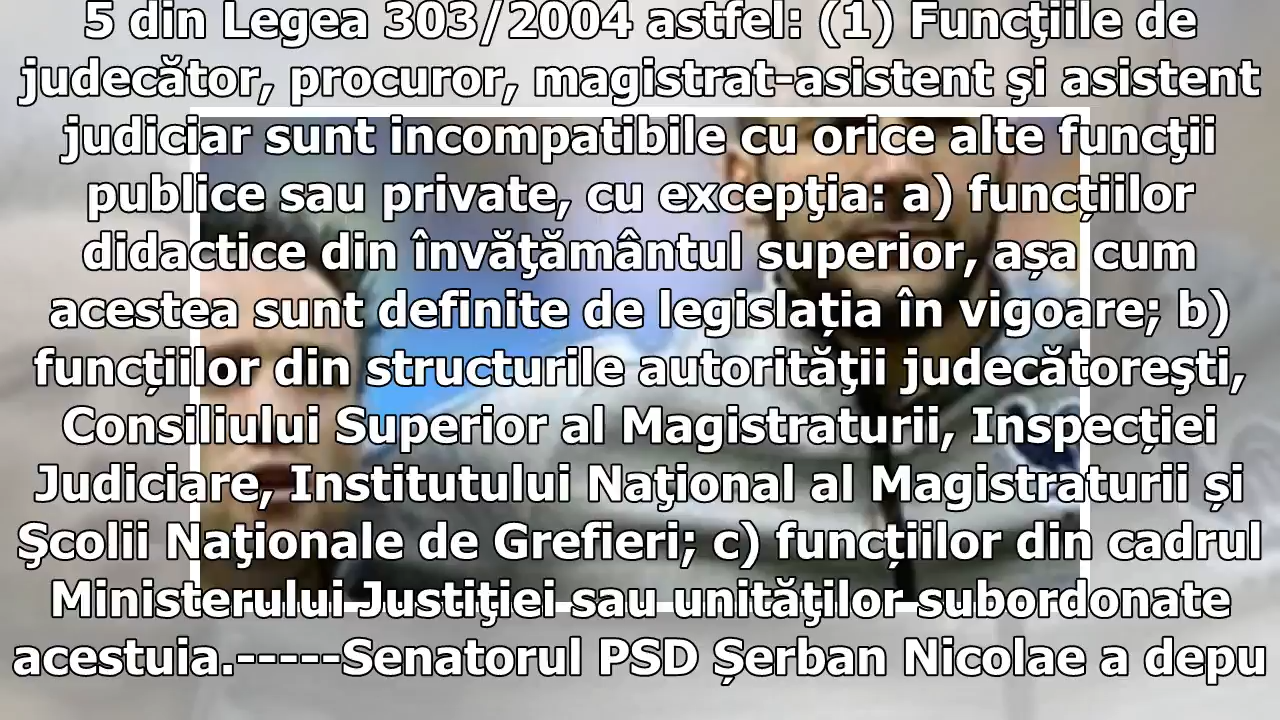 5 din Legea 303/2004 astfel: (1) Funcţiile de
judecător, procuror, magistrat-asistent şi asistent
judiciar sunt incompatibile cu orice alte funcţii
publice sau private, cu excepţia: a) funcțiilor
didactice din învăţământul superior, așa cum
acestea sunt definite de legislația în vigoare; b)
funcțiilor din structurile autorităţii judecătoreşti,
Consiliului Superior al Magistraturii, Inspecției
Judiciare, Institutului Naţional al Magistraturii și
Şcolii Naţionale de Grefieri; c) funcțiilor din cadrul
Ministerului Justiţiei sau unităţilor subordonate
acestuia.-----Senatorul PSD Șerban Nicolae a depu